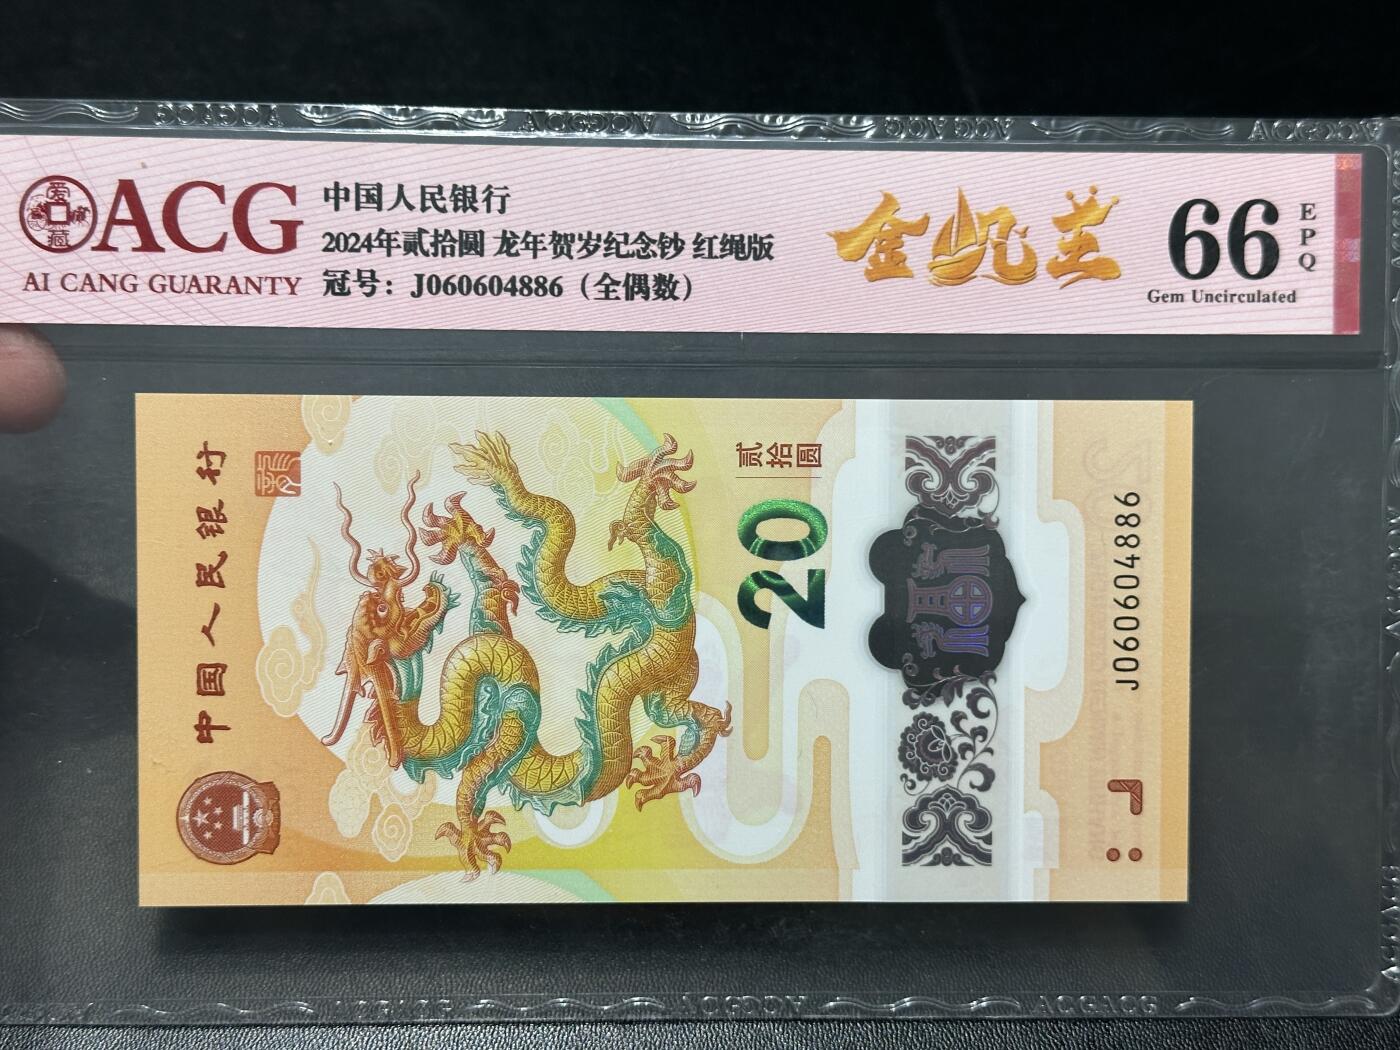 爱藏
ACG
AI CANG GUARANTY
中国人民银行
2024年贰拾圆 龙年贺岁纪念钞 红绳版
冠号：J060604886（全偶数）
66
EPQ
Gem Uncirculated
中国人民银行
贰拾圆
20
J060604886